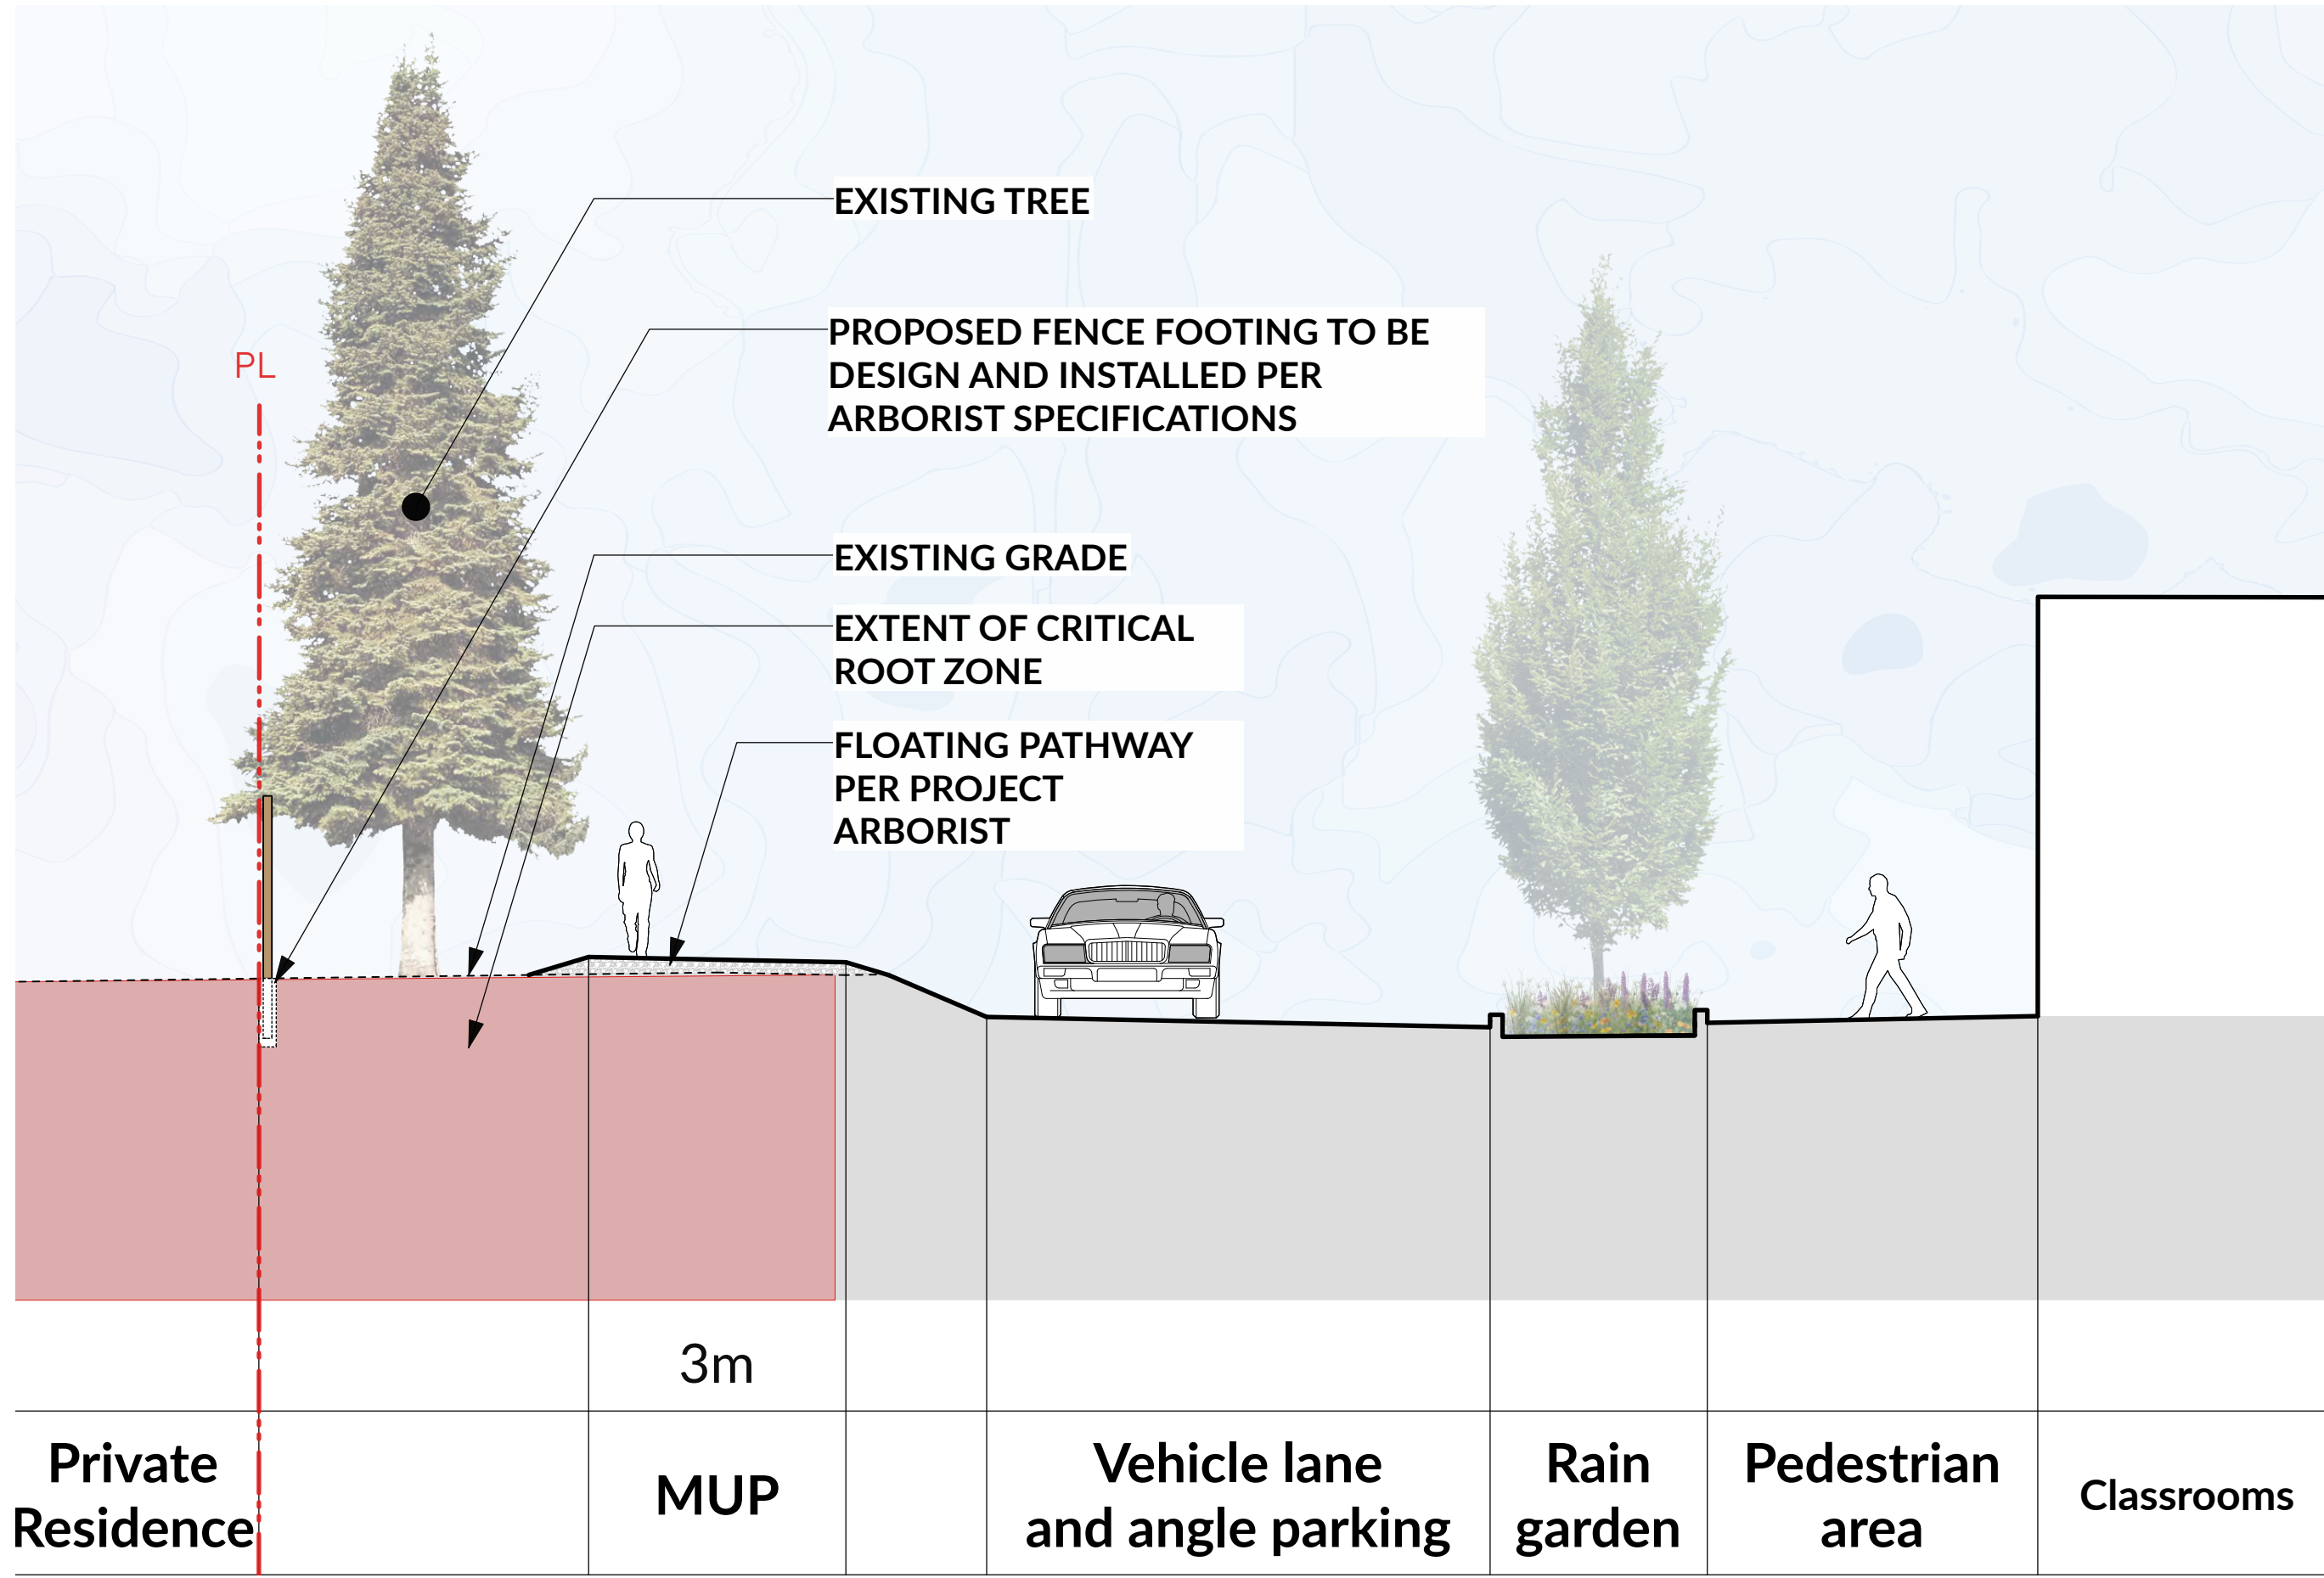 EXISTING TREE
PROPOSED FENCE FOOTING TO BE
DESIGN AND INSTALLED PER
ARBORIST SPECIFICATIONS
PL
EXISTING GRADE
EXTENT OF CRITICAL
ROOT ZONE
FLOATING PATHWAY
PER PROJECT
ARBORIST
3m
Private
Residence
MUP
Vehicle lane
and angle parking
Rain
garden
Pedestrian
area
Classrooms